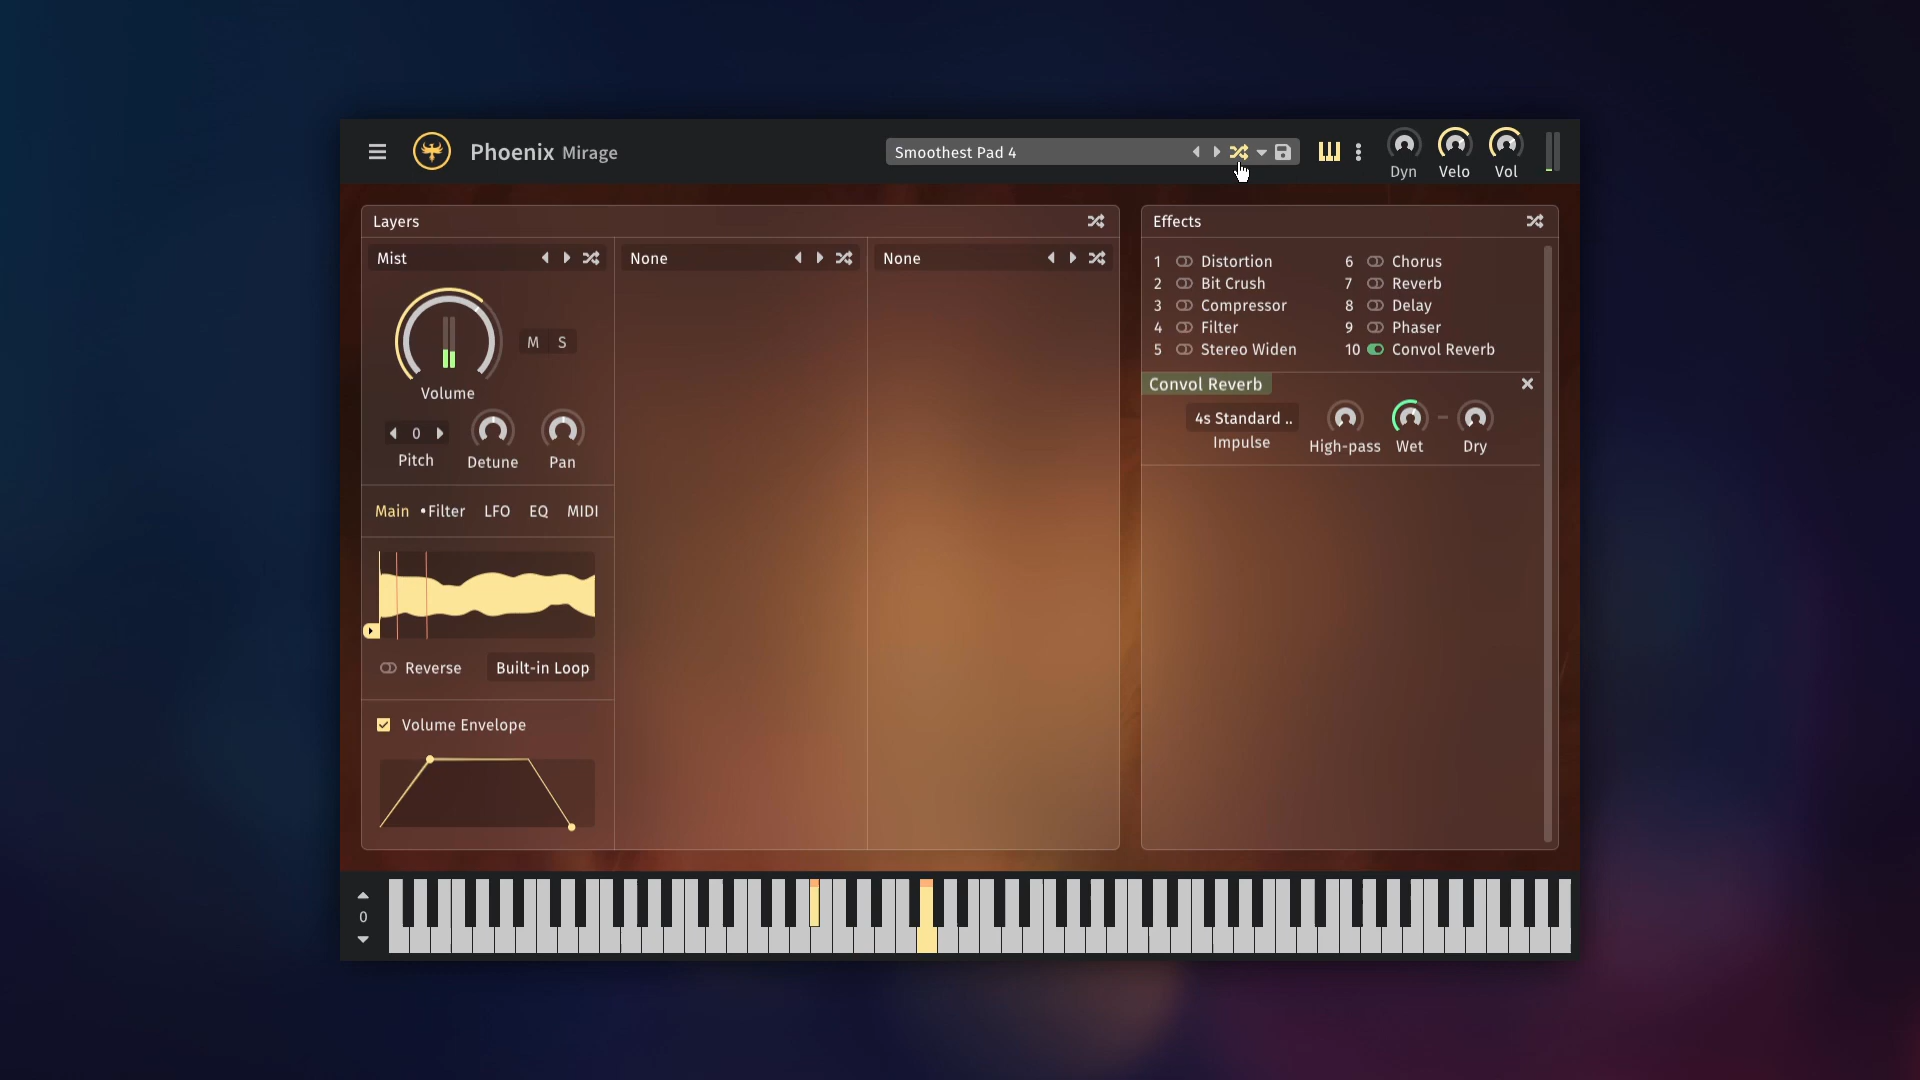 Phoenix Mirage
Smoothest Pad 4
Dyn
Velo
Vol
Layers
Mist
None
None
M S
Volume
0
Pitch
Detune
Pan
Main •Filter LFO EQ MIDI
Reverse
Built-in Loop
Volume Envelope
Effects
1 Distortion
2 Bit Crush
3 Compressor
4 Filter
5 Stereo Widen
6 Chorus
7 Reverb
8 Delay
9 Phaser
10 Convol Reverb
Convol Reverb
4s Standard ..
Impulse
High-pass
Wet
Dry
0